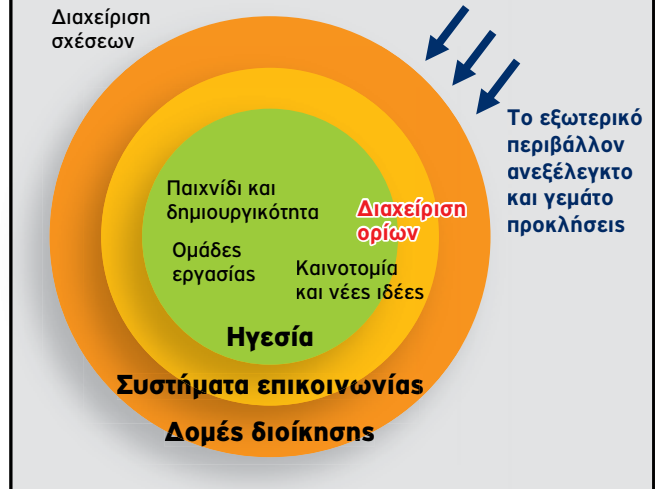 Διαχείριση
σχέσεων
Το εξωτερικό
περιβάλλον
ανεξέλεγκτο
και γεμάτο
προκλήσεις
Παιχνίδι και
δημιουργικότητα
Διαχείριση
ορίων
Ομάδες
εργασίας
Καινοτομία
και νέες ιδέες
Ηγεσία
Συστήματα επικοινωνίας
Δομές διοίκησης